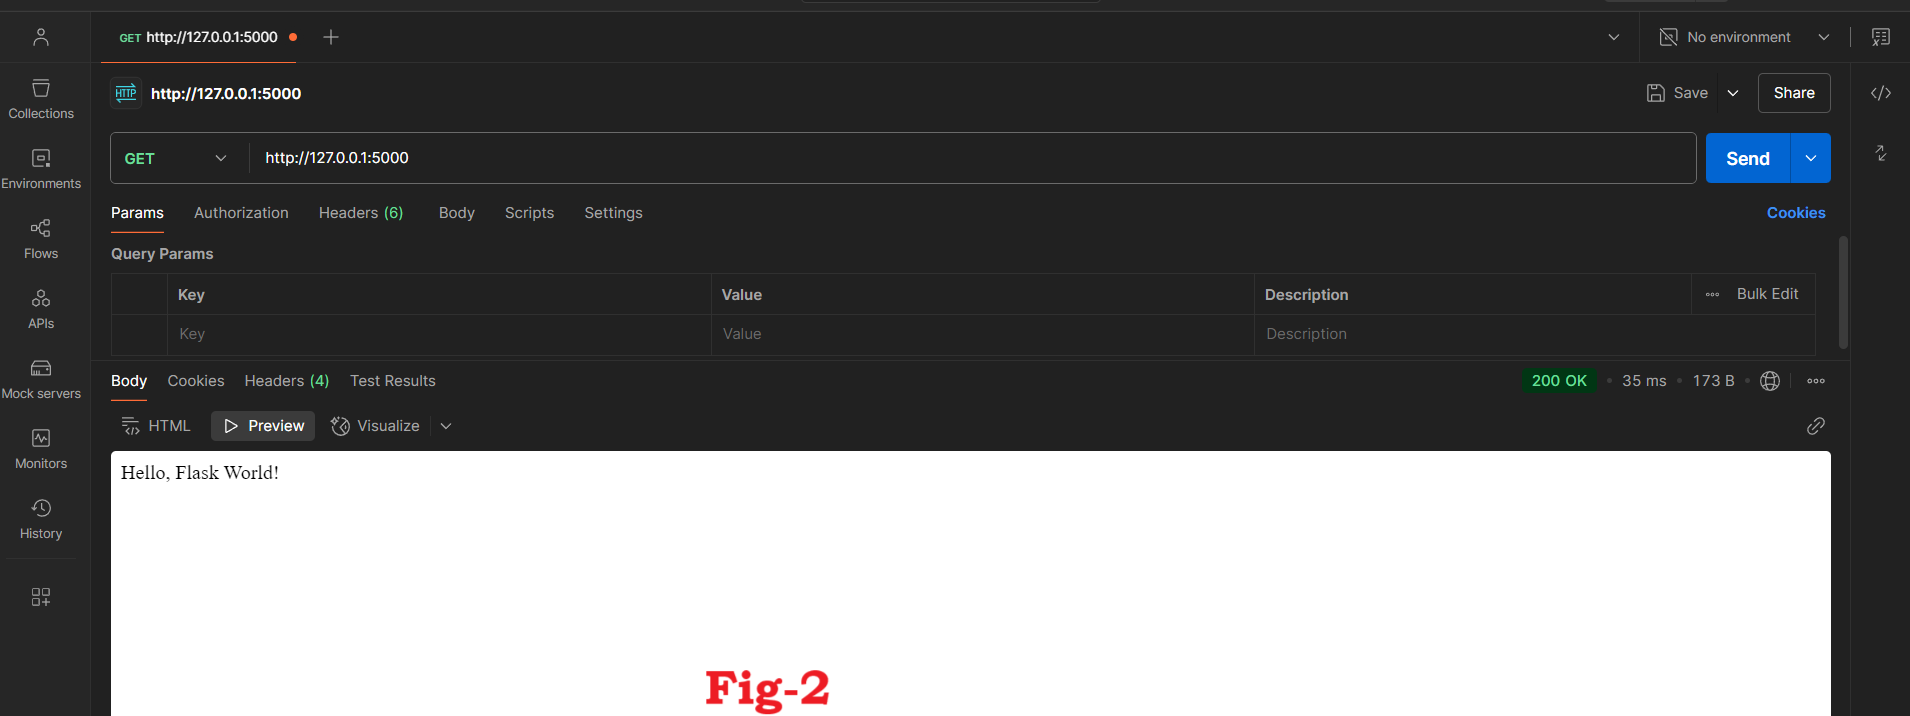 GET http://127.0.0.1:5000
No environment
HTTP http://127.0.0.1:5000
Save
Share
GET http://127.0.0.1:5000
Send
Params Authorization Headers (6) Body Scripts Settings
Cookies
Query Params
Key Value Description Bulk Edit
Key Value Description
Body Cookies Headers (4) Test Results
200 OK • 35 ms • 173 B •
HTML Preview Visualize
Hello, Flask World!
Fig-2
Collections
Environments
Flows
APIs
Mock servers
Monitors
History